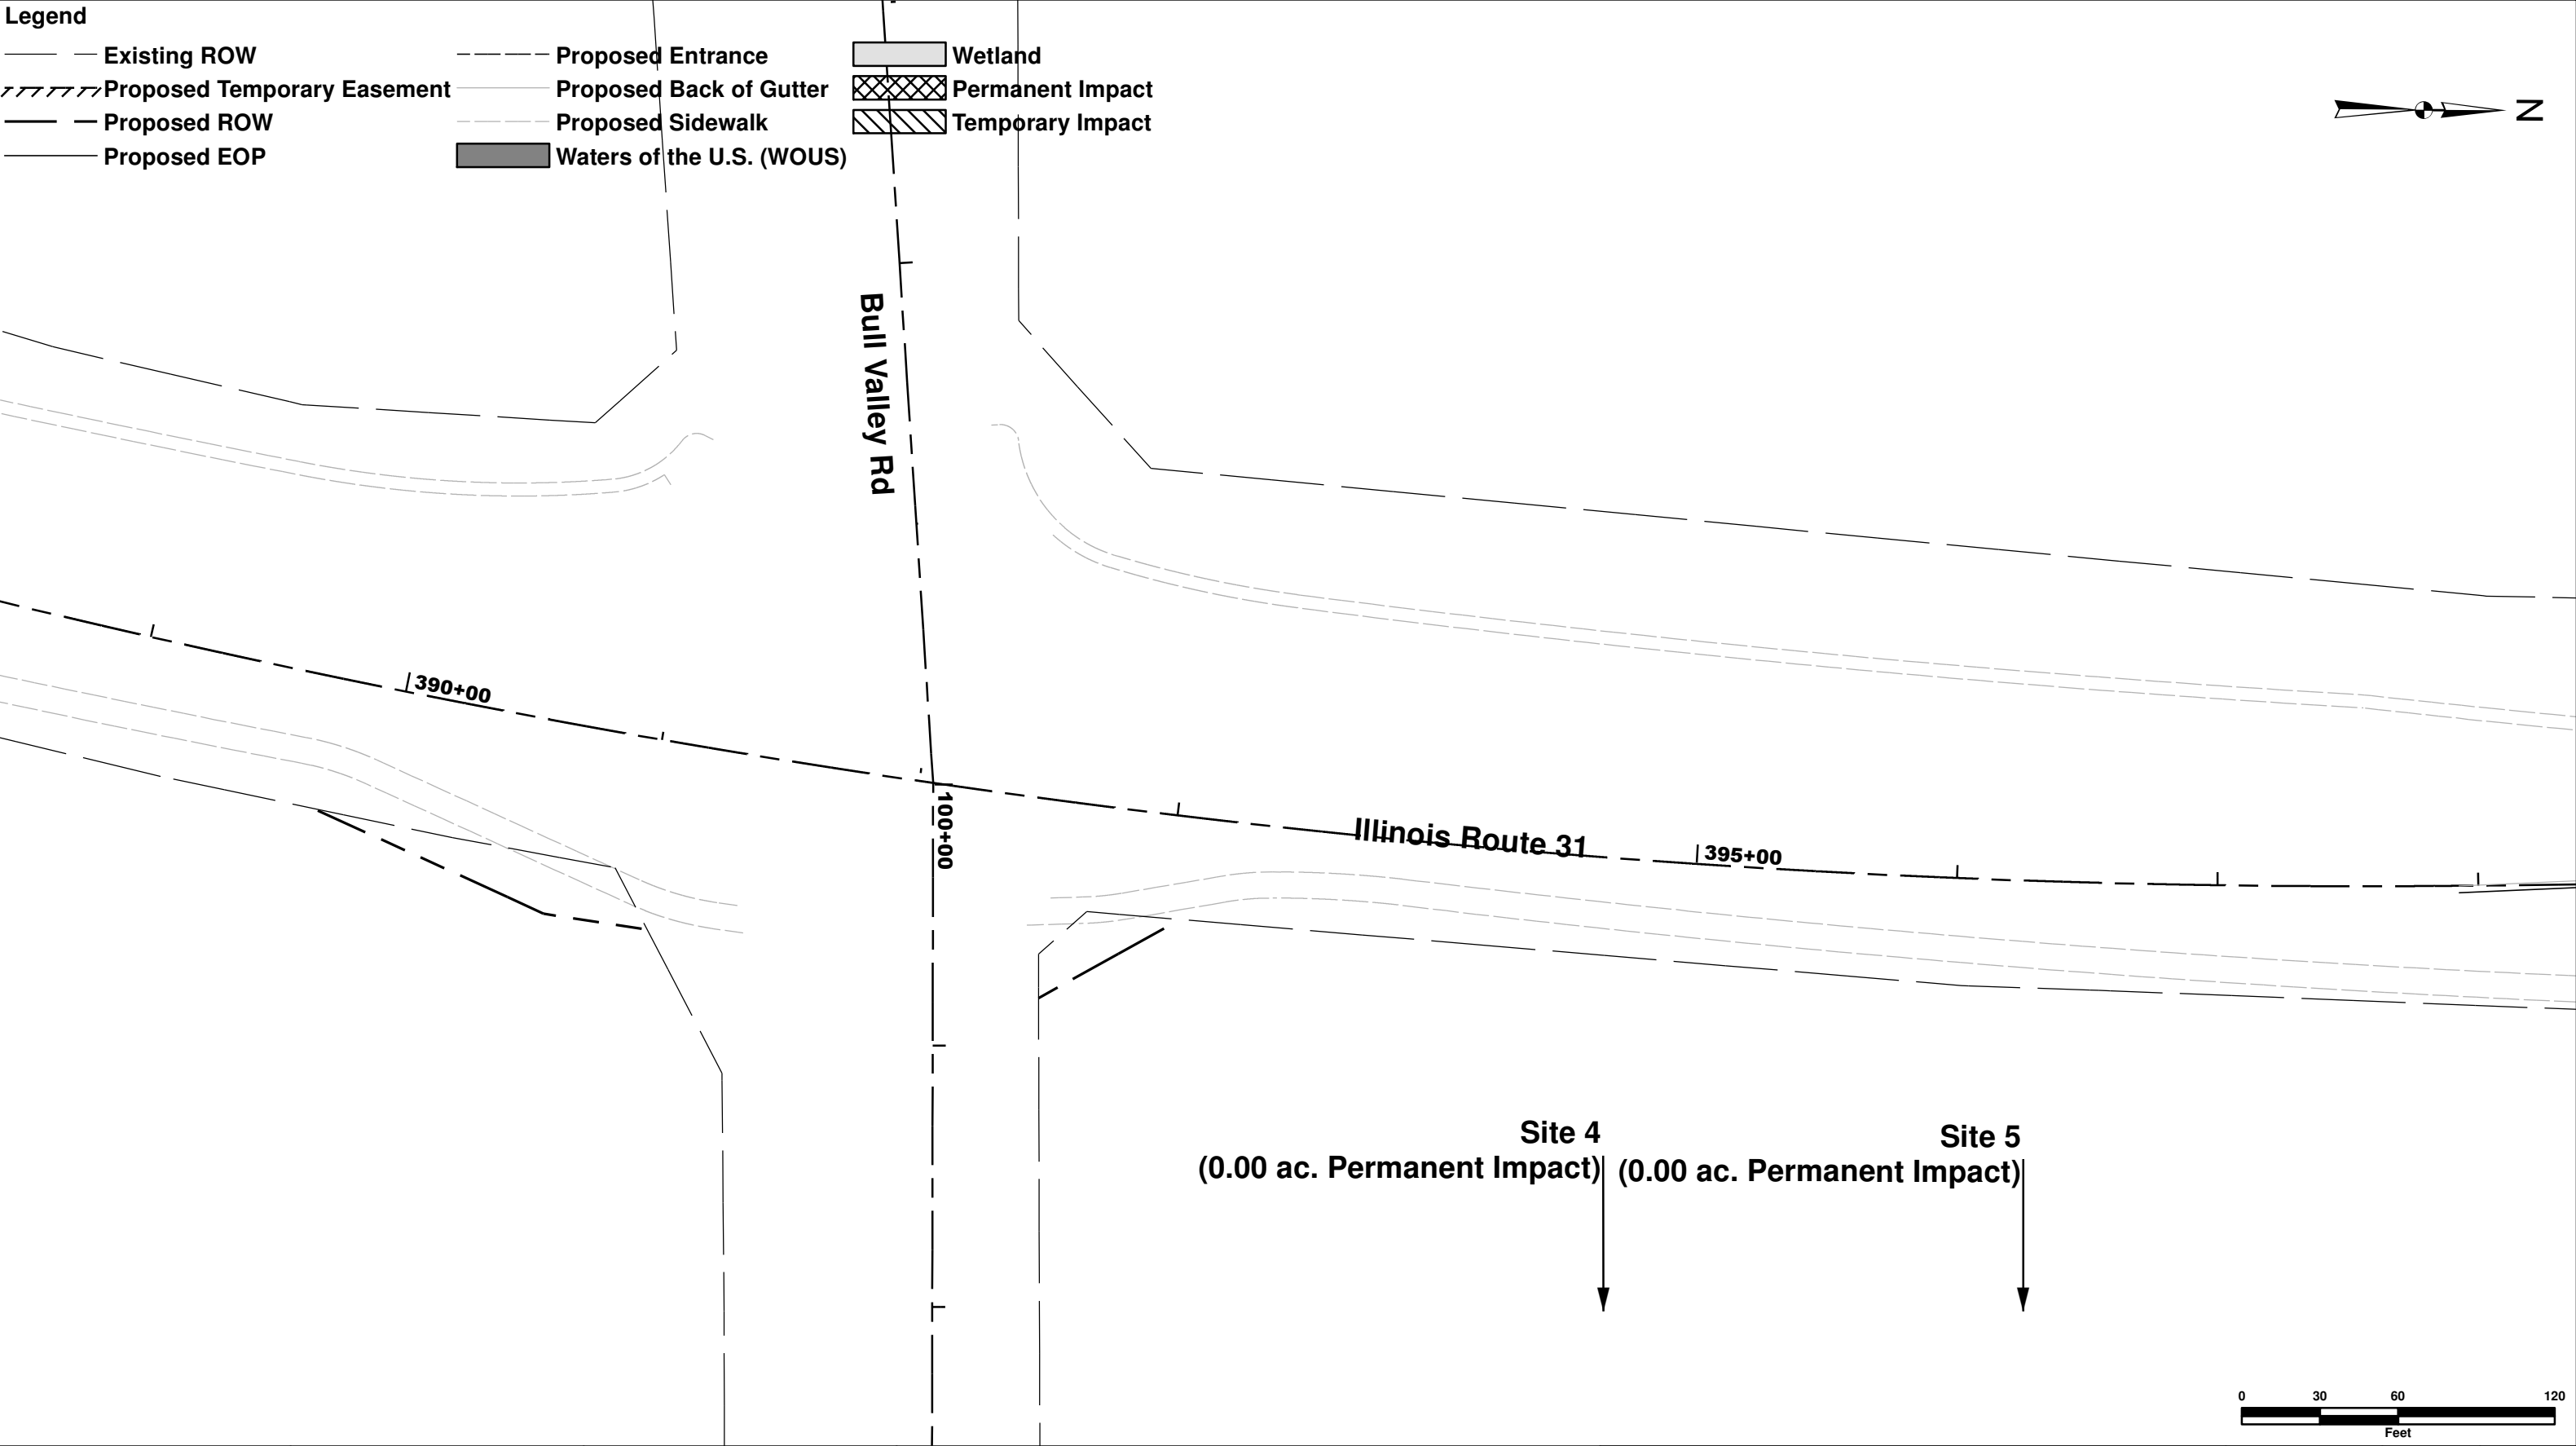 Legend
Existing ROW
Proposed Temporary Easement
Proposed ROW
Proposed EOP
Proposed Entrance
Proposed Back of Gutter
Proposed Sidewalk
Waters of the U.S. (WOUS)
Wetland
Permanent Impact
Temporary Impact
N
Bull Valley Rd
390+00
100+00
Illinois Route 31
395+00
Site 4
(0.00 ac. Permanent Impact)
Site 5
(0.00 ac. Permanent Impact)
0 30 60 120
Feet